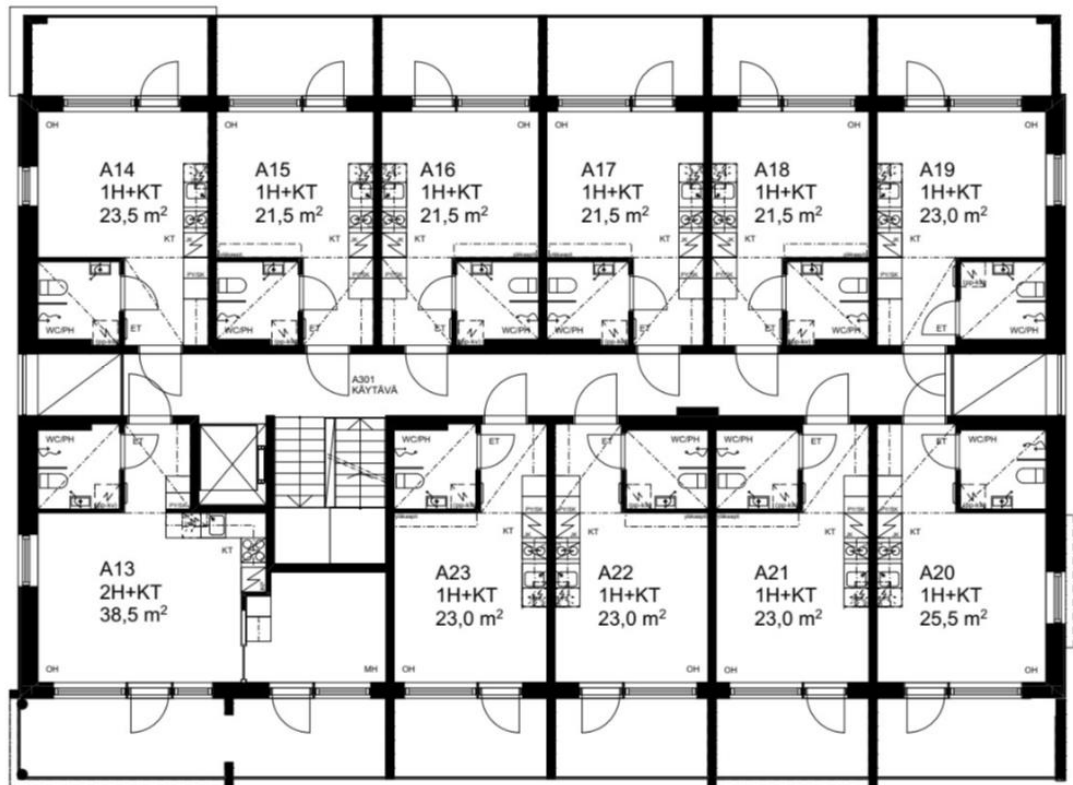 OH
OH
OH
OH
OH
OH
A14
1H+KT
23,5 m²
A15
1H+KT
21,5 m²
A16
1H+KT
21,5 m²
A17
1H+KT
21,5 m²
A18
1H+KT
21,5 m²
A19
1H+KT
23,0 m²
KT
KT
KT
KT
KT
KT
WC/PH
ET
WC/PH
ET
ET
WC/PH
WC/PH
ET
ET
WC/PH
ET
WC/PH
A301
KÄYTÄVÄ
WC/PH
ET
WC/PH
ET
ET
WC/PH
WC/PH
ET
ET
WC/PH
KT
KT
KT
KT
KT
A13
2H+KT
38,5 m²
A23
1H+KT
23,0 m²
A22
1H+KT
23,0 m²
A21
1H+KT
23,0 m²
A20
1H+KT
25,5 m²
OH
MH
OH
OH
OH
OH